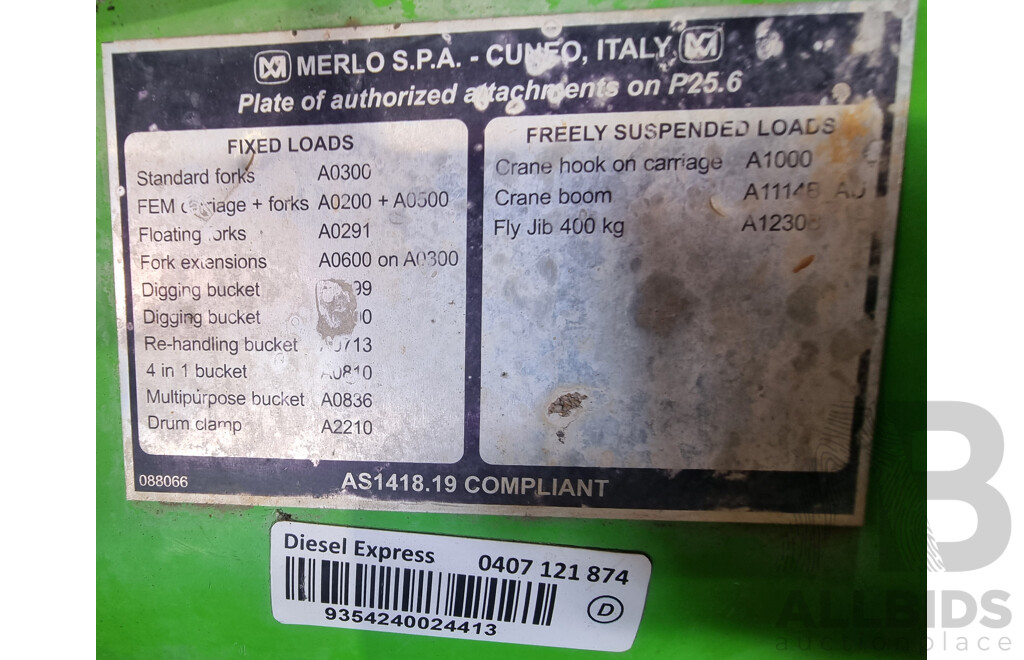 MERLO S.P.A. - CUNEO, ITALY
Plate of authorized attachments on P25.6
FIXED LOADS
Standard forks A0300
FEM carriage + forks A0200 + A0500
Floating forks A0291
Fork extensions A0600 on A0300
Digging bucket
Digging bucket
Re-handling bucket A0713
4 in 1 bucket A0810
Multipurpose bucket A0836
Drum clamp A2210
FREELY SUSPENDED LOADS
Crane hook on carriage A1000
Crane boom
Fly Jib 400 kg
088066
AS1418.19 COMPLIANT
Diesel Express 0407 121 874
D
9354240024413
B
ALLBIDS
auctionplace